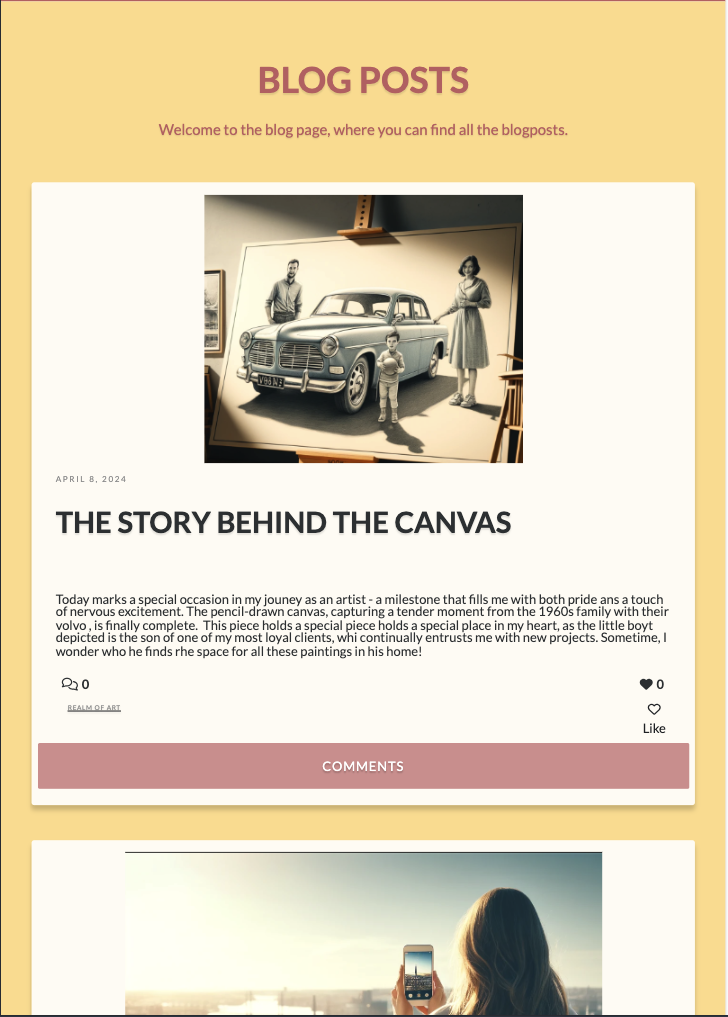 BLOG POSTS
Welcome to the blog page, where you can find all the blogposts.
APRIL 8, 2024
THE STORY BEHIND THE CANVAS
Today marks a special occasion in my jouney as an artist - a milestone that fills me with both pride ans a touch
of nervous excitement. The pencil-drawn canvas, capturing a tender moment from the 1960s family with their
volvo , is finally complete.  This piece holds a special piece holds a special place in my heart, as the little boyt
depicted is the son of one of my most loyal clients, whi continually entrusts me with new projects. Sometime, I
wonder who he finds rhe space for all these paintings in his home!
0
0
REALM OF ART
Like
COMMENTS